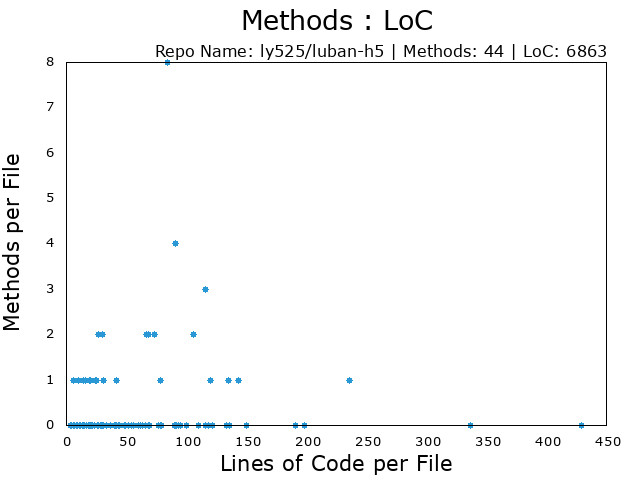 Methods : LoC
Repo Name: ly525/luban-h5 | Methods: 44 | LoC: 6863
8
7
6
5
4
3
2
1
0
Methods per File
0 50 100 150 200 250 300 350 400 450
Lines of Code per File